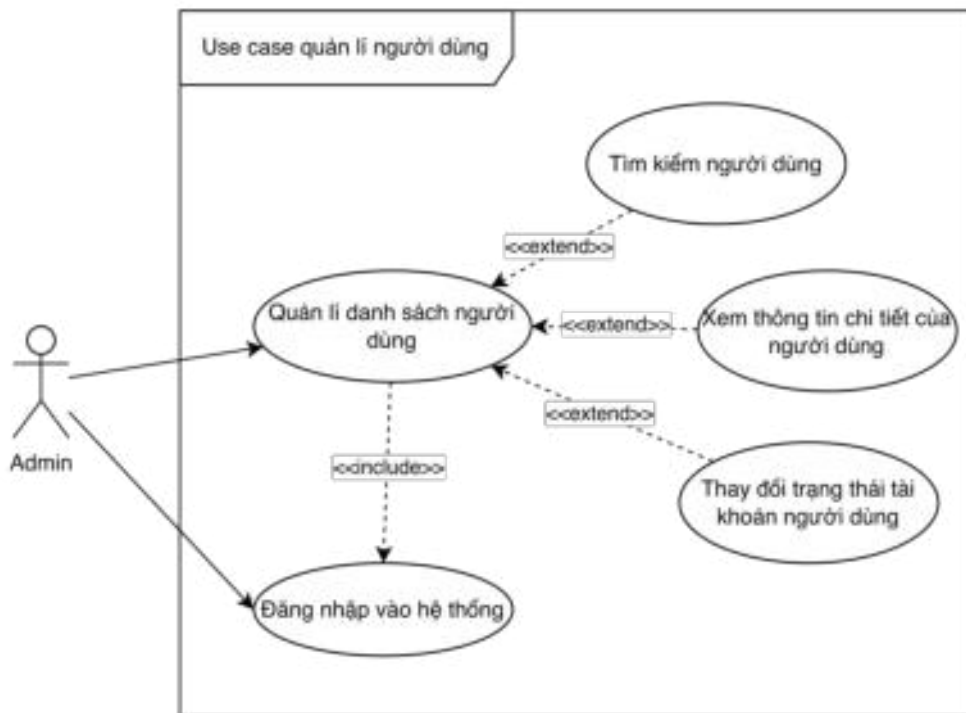 Use case quản lí người dùng
Tìm kiếm người dùng
<<extend>>
Quản lí danh sách người
dùng
<<extend>>
Xem thông tin chi tiết của
người dùng
<<extend>>
Admin
<<include>>
Thay đổi trạng thái tài
khoản người dùng
Đăng nhập vào hệ thống